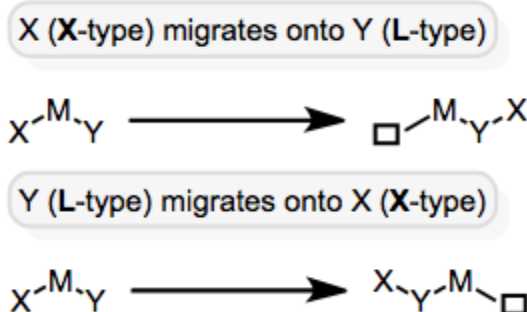 X (X-type) migrates onto Y (L-type)
X M Y M Y X
Y (L-type) migrates onto X (X-type)
X M Y X Y M